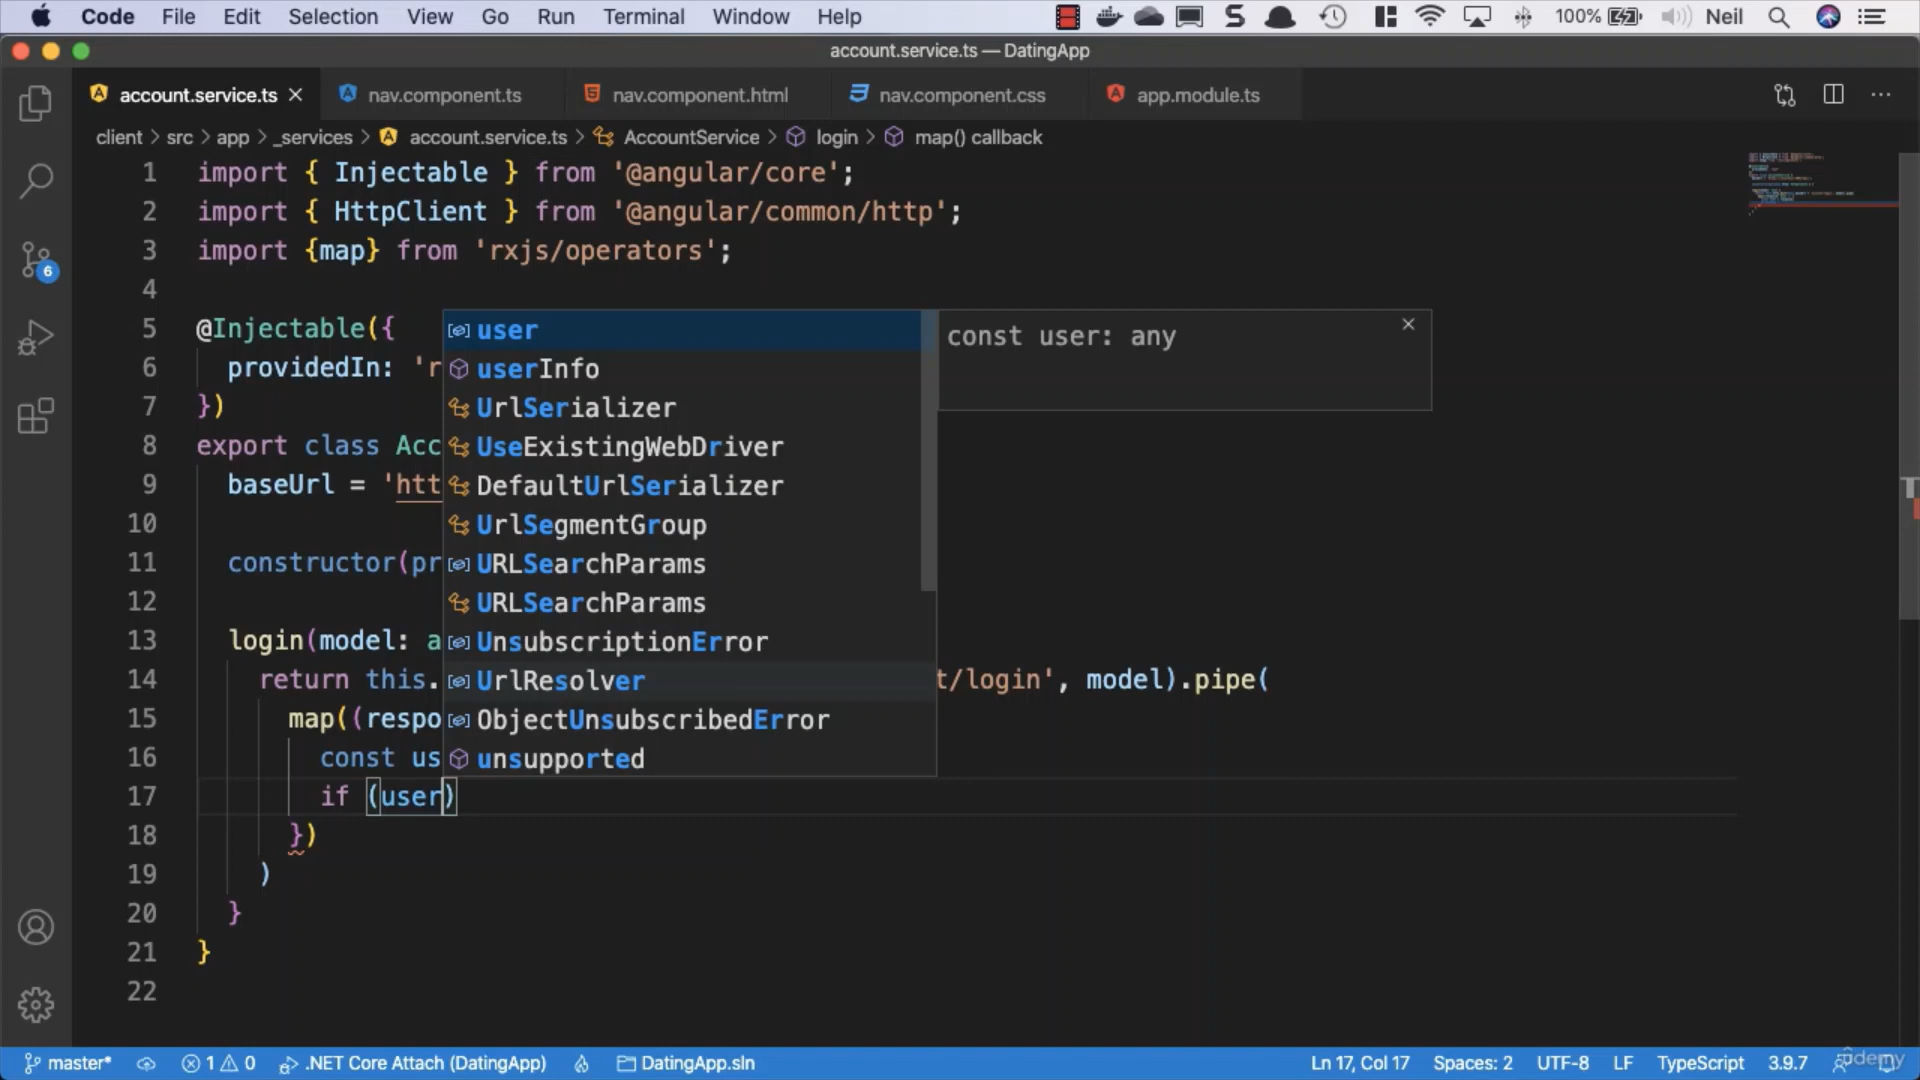 Code File Edit Selection View Go Run Terminal Window Help 100% Neil
account.service.ts — DatingApp
account.service.ts nav.component.ts nav.component.html nav.component.css app.module.ts
client > src > app > _services > account.service.ts > AccountService > login > map() callback
1 import { Injectable } from '@angular/core';
2 import { HttpClient } from '@angular/common/http';
3 import {map} from 'rxjs/operators';
4
5 @Injectable({
6 providedIn: 'r
7 })
8 export class Acc
9 baseUrl = 'htt
10
11 constructor(pr
12
13 login(model: a
14 return this. t/login', model).pipe(
15 map((respo
16 const us
17 if (user)
18 })
19 )
20 }
21 }
22
user
userInfo
UrlSerializer
UseExistingWebDriver
DefaultUrlSerializer
UrlSegmentGroup
URLSearchParams
URLSearchParams
UnsubscriptionError
UrlResolver
ObjectUnsubscribedError
unsupported
const user: any
6
master* 1 0 .NET Core Attach (DatingApp) DatingApp.sln Ln 17, Col 17 Spaces: 2 UTF-8 LF TypeScript 3.9.7
udemy